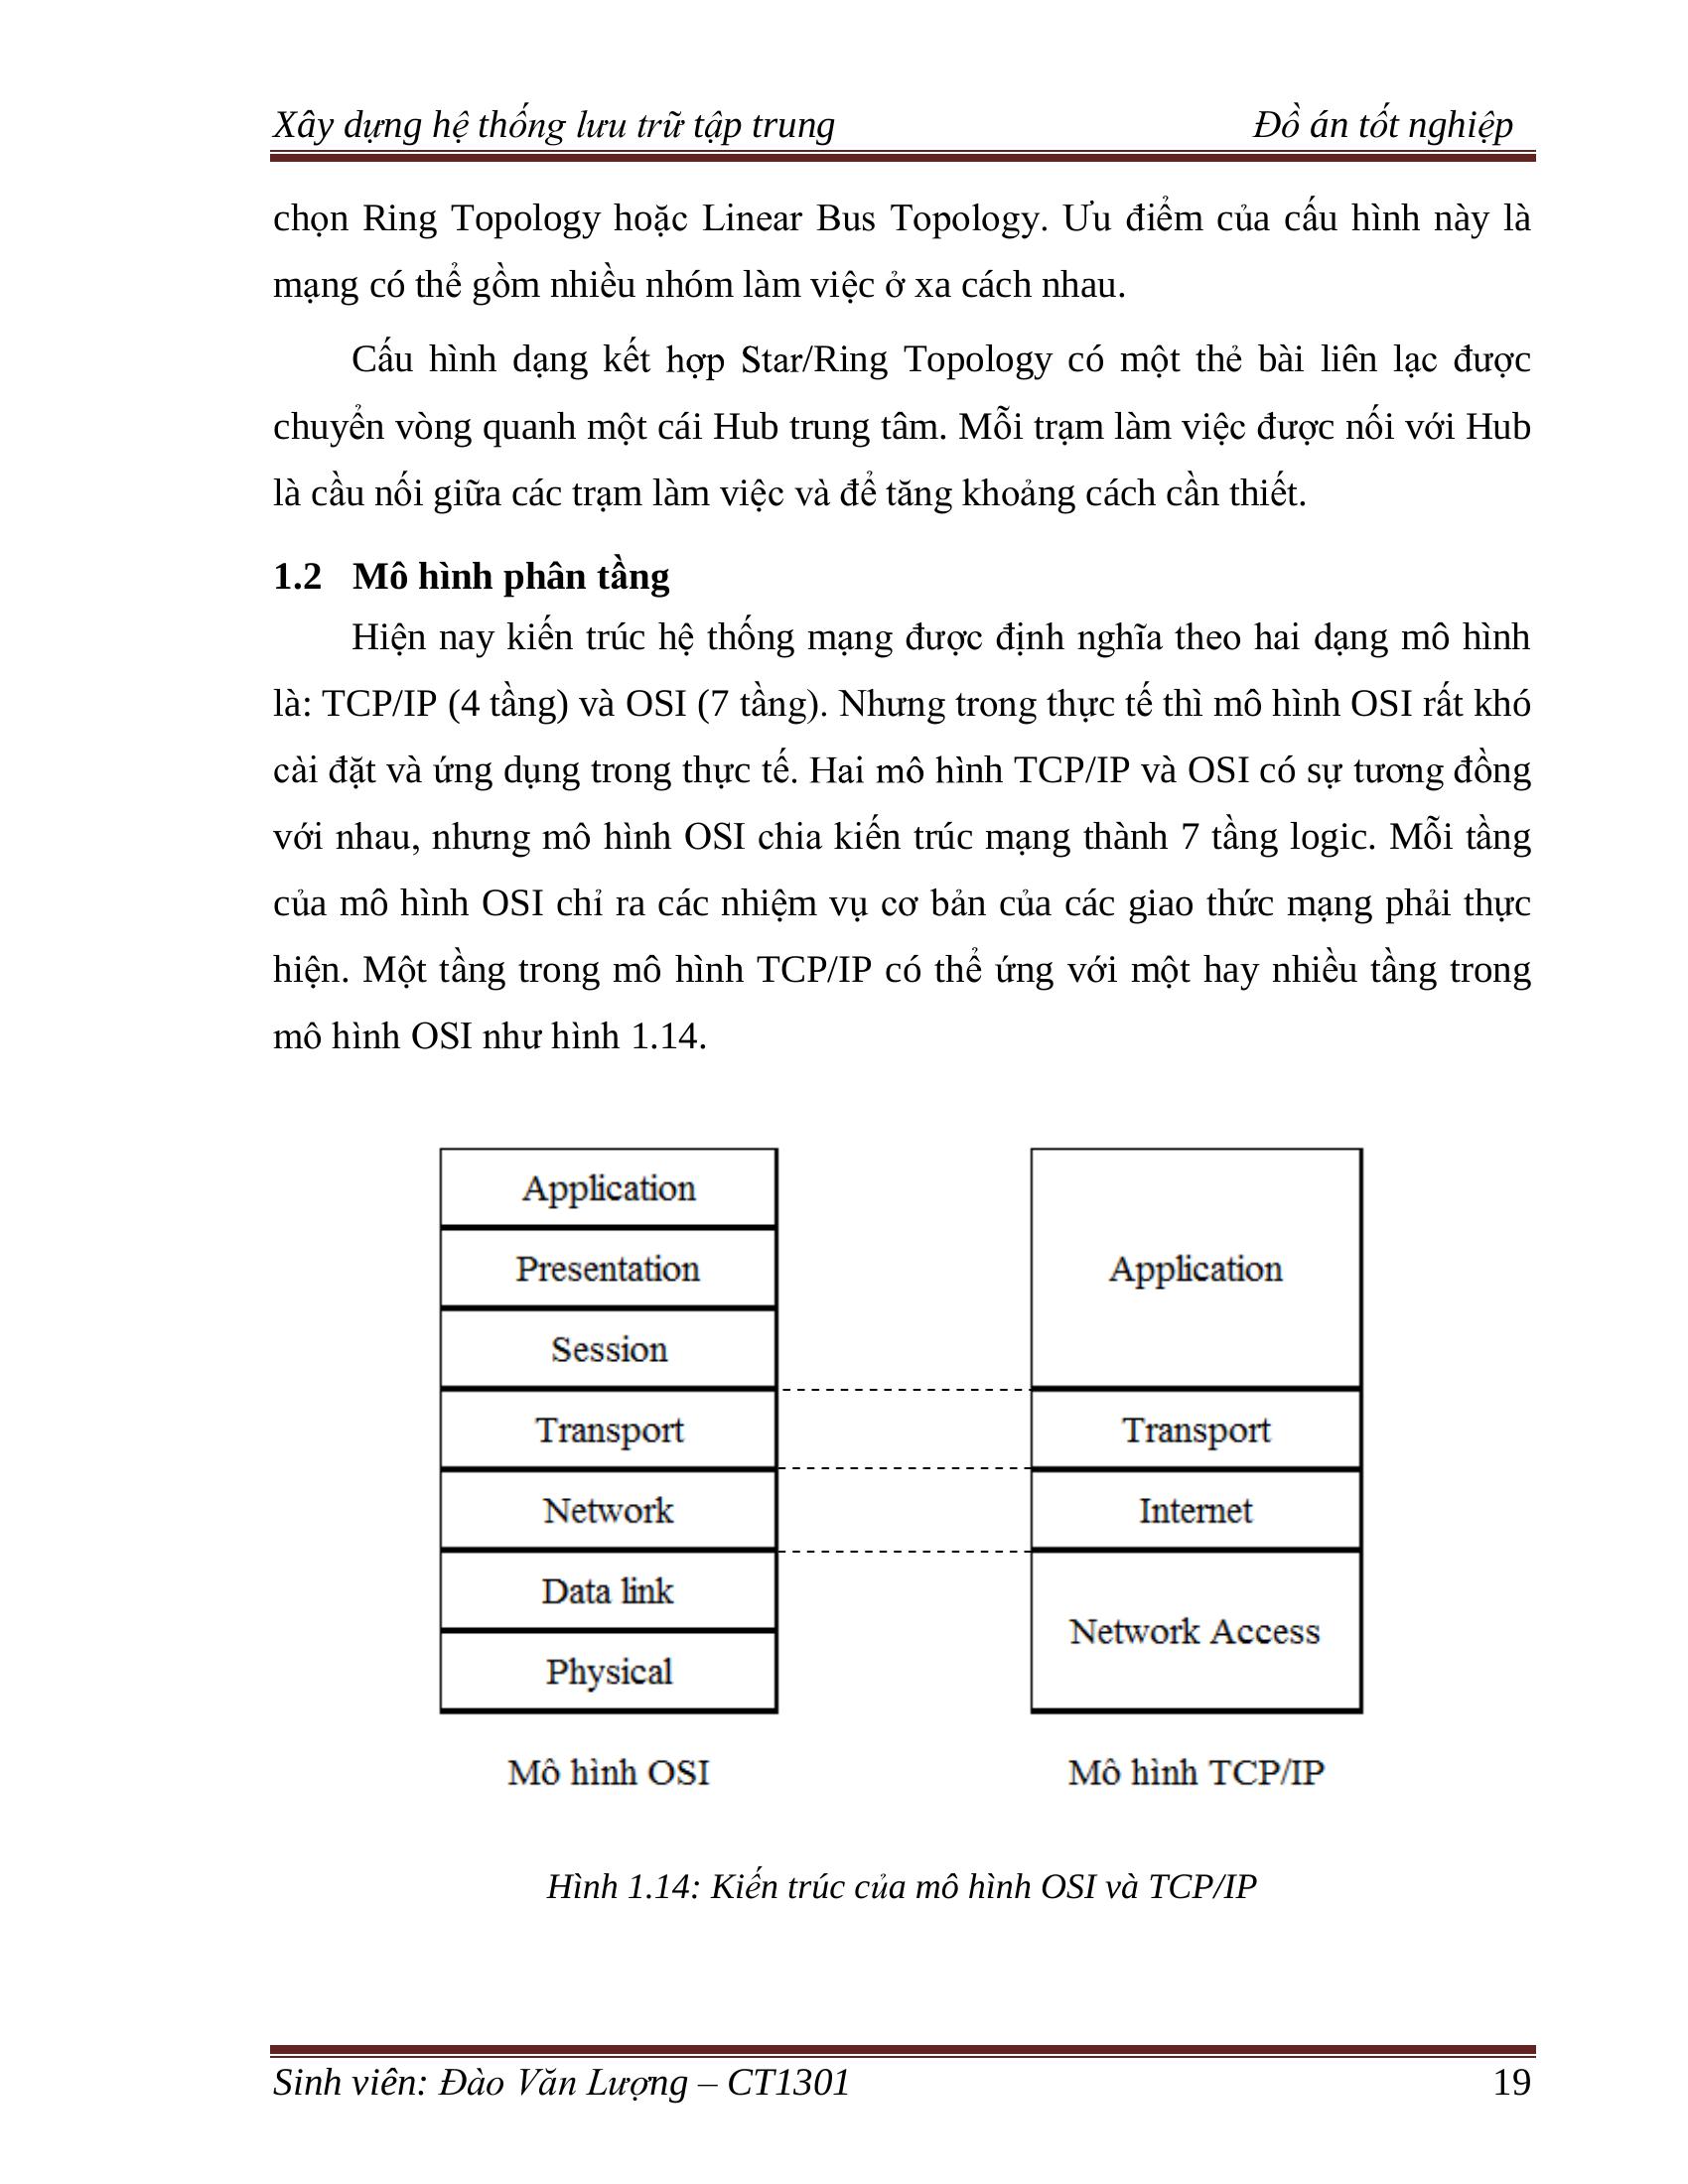 Xây dựng hệ thống lưu trữ tập trung Đồ án tốt nghiệp
chọn Ring Topology hoặc Linear Bus Topology. Ưu điểm của cấu hình này là
mạng có thể gồm nhiều nhóm làm việc ở xa cách nhau.
Cấu hình dạng kết hợp Star/Ring Topology có một thẻ bài liên lạc được
chuyển vòng quanh một cái Hub trung tâm. Mỗi trạm làm việc được nối với Hub
là cầu nối giữa các trạm làm việc và để tăng khoảng cách cần thiết.
1.2 Mô hình phân tầng
Hiện nay kiến trúc hệ thống mạng được định nghĩa theo hai dạng mô hình
là: TCP/IP (4 tầng) và OSI (7 tầng). Nhưng trong thực tế thì mô hình OSI rất khó
cài đặt và ứng dụng trong thực tế. Hai mô hình TCP/IP và OSI có sự tương đồng
với nhau, nhưng mô hình OSI chia kiến trúc mạng thành 7 tầng logic. Mỗi tầng
của mô hình OSI chỉ ra các nhiệm vụ cơ bản của các giao thức mạng phải thực
hiện. Một tầng trong mô hình TCP/IP có thể ứng với một hay nhiều tầng trong
mô hình OSI như hình 1.14.
Application
Presentation
Session
Transport
Network
Data link
Physical
Mô hình OSI
Application
Transport
Internet
Network Access
Mô hình TCP/IP
Hình 1.14: Kiến trúc của mô hình OSI và TCP/IP
Sinh viên: Đào Văn Lượng – CT1301 19